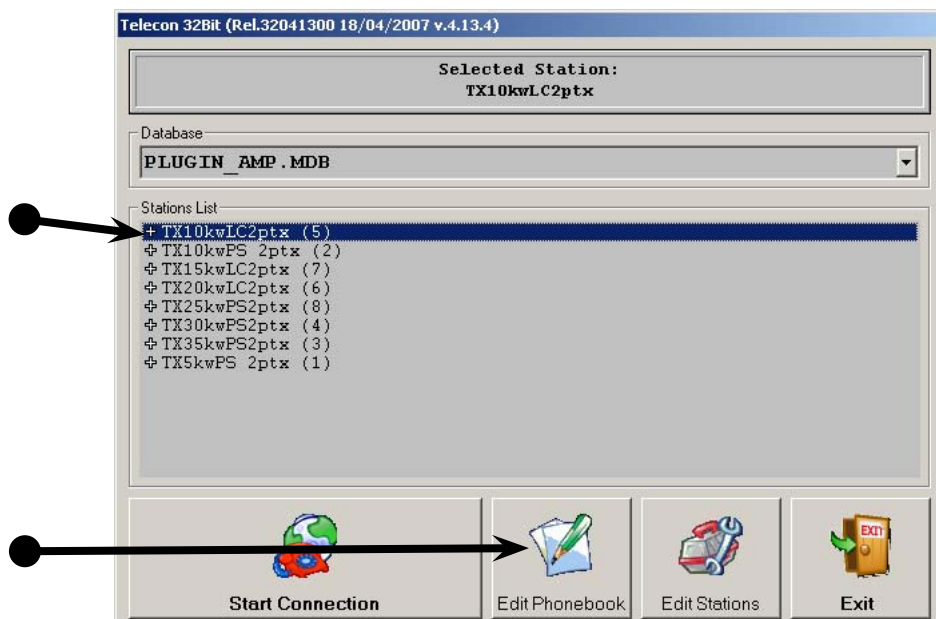 Telecon 32Bit (Rel.32041300 18/04/2007 v.4.13.4)
Selected Station:
TX10kwLC2ptx
Database
PLUGIN_AMP.MDB
Stations List
TX10kwLC2ptx (5)
TX10kwPS 2ptx (2)
TX15kwLC2ptx (7)
TX20kwLC2ptx (6)
TX25kwPS2ptx (8)
TX30kwPS2ptx (4)
TX35kwPS2ptx (3)
TX5kwPS 2ptx (1)
EXIT
Start Connection Edit Phonebook Edit Stations Exit